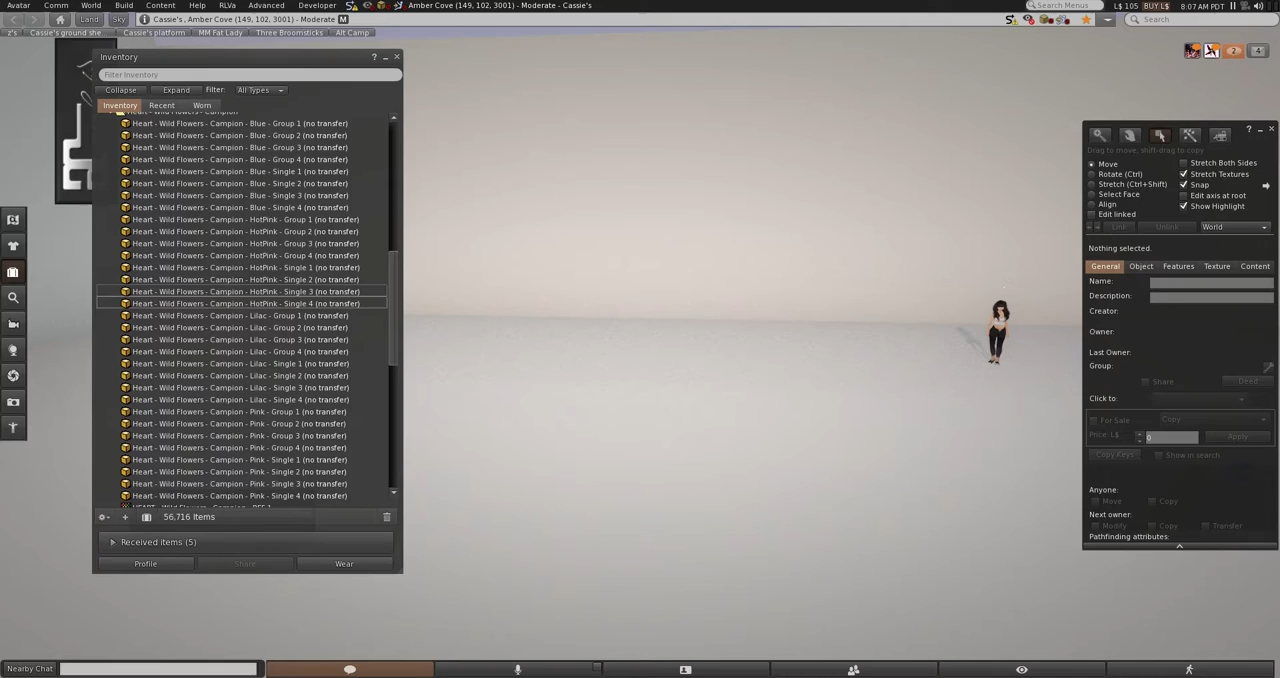 Avatar Comm World Build Content Help RLVa Advanced Developer Amber Cove (149, 102, 3001) - Moderate - Cassie's Search Menus L$ 105 BUY L$ 8:07 AM PDT
Land Sky Cassie's, Amber Cove (149, 102, 3001) - Moderate M Search
z's Cassie's ground she Cassie's platform MM Fat Lady Three Broomsticks Alt Camp
2 4
Inventory ?
Filter Inventory
Collapse Expand Filter: All Types
Inventory Recent Worn
Heart - Wild Flowers - Campion
Heart - Wild Flowers - Campion - Blue - Group 1 (no transfer)
Heart - Wild Flowers - Campion - Blue - Group 2 (no transfer)
Heart - Wild Flowers - Campion - Blue - Group 3 (no transfer)
Heart - Wild Flowers - Campion - Blue - Group 4 (no transfer)
Heart - Wild Flowers - Campion - Blue - Single 1 (no transfer)
Heart - Wild Flowers - Campion - Blue - Single 2 (no transfer)
Heart - Wild Flowers - Campion - Blue - Single 3 (no transfer)
Heart - Wild Flowers - Campion - Blue - Single 4 (no transfer)
Heart - Wild Flowers - Campion - HotPink - Group 1 (no transfer)
Heart - Wild Flowers - Campion - HotPink - Group 2 (no transfer)
Heart - Wild Flowers - Campion - HotPink - Group 3 (no transfer)
Heart - Wild Flowers - Campion - HotPink - Group 4 (no transfer)
Heart - Wild Flowers - Campion - HotPink - Single 1 (no transfer)
Heart - Wild Flowers - Campion - HotPink - Single 2 (no transfer)
Heart - Wild Flowers - Campion - HotPink - Single 3 (no transfer)
Heart - Wild Flowers - Campion - HotPink - Single 4 (no transfer)
Heart - Wild Flowers - Campion - Lilac - Group 1 (no transfer)
Heart - Wild Flowers - Campion - Lilac - Group 2 (no transfer)
Heart - Wild Flowers - Campion - Lilac - Group 3 (no transfer)
Heart - Wild Flowers - Campion - Lilac - Group 4 (no transfer)
Heart - Wild Flowers - Campion - Lilac - Single 1 (no transfer)
Heart - Wild Flowers - Campion - Lilac - Single 2 (no transfer)
Heart - Wild Flowers - Campion - Lilac - Single 3 (no transfer)
Heart - Wild Flowers - Campion - Lilac - Single 4 (no transfer)
Heart - Wild Flowers - Campion - Pink - Group 1 (no transfer)
Heart - Wild Flowers - Campion - Pink - Group 2 (no transfer)
Heart - Wild Flowers - Campion - Pink - Group 3 (no transfer)
Heart - Wild Flowers - Campion - Pink - Group 4 (no transfer)
Heart - Wild Flowers - Campion - Pink - Single 1 (no transfer)
Heart - Wild Flowers - Campion - Pink - Single 2 (no transfer)
Heart - Wild Flowers - Campion - Pink - Single 3 (no transfer)
Heart - Wild Flowers - Campion - Pink - Single 4 (no transfer)
56,716 Items
Received items (5)
Profile Share Wear
?
Drag to move, shift-drag to copy
Move Stretch Both Sides
Rotate (Ctrl) Stretch Textures
Stretch (Ctrl+Shift) Snap
Select Face Edit axis at root
Align Show Highlight
Edit linked
Link Unlink World
Nothing selected.
General Object Features Texture Content
Name:
Description:
Creator:
Owner:
Last Owner:
Group:
Share Deed
Click to:
For Sale Copy
Price: L$ 0 Apply
Copy Keys Show in search
Anyone:
Move Copy
Next owner:
Modify Copy Transfer
Pathfinding attributes:
Nearby Chat